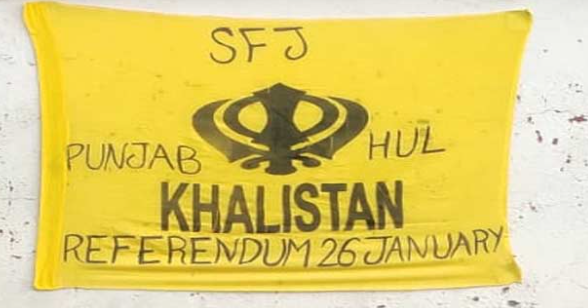 SFJ
PUNJAB HUL
KHALISTAN
REFERENDUM 26 JANUARY